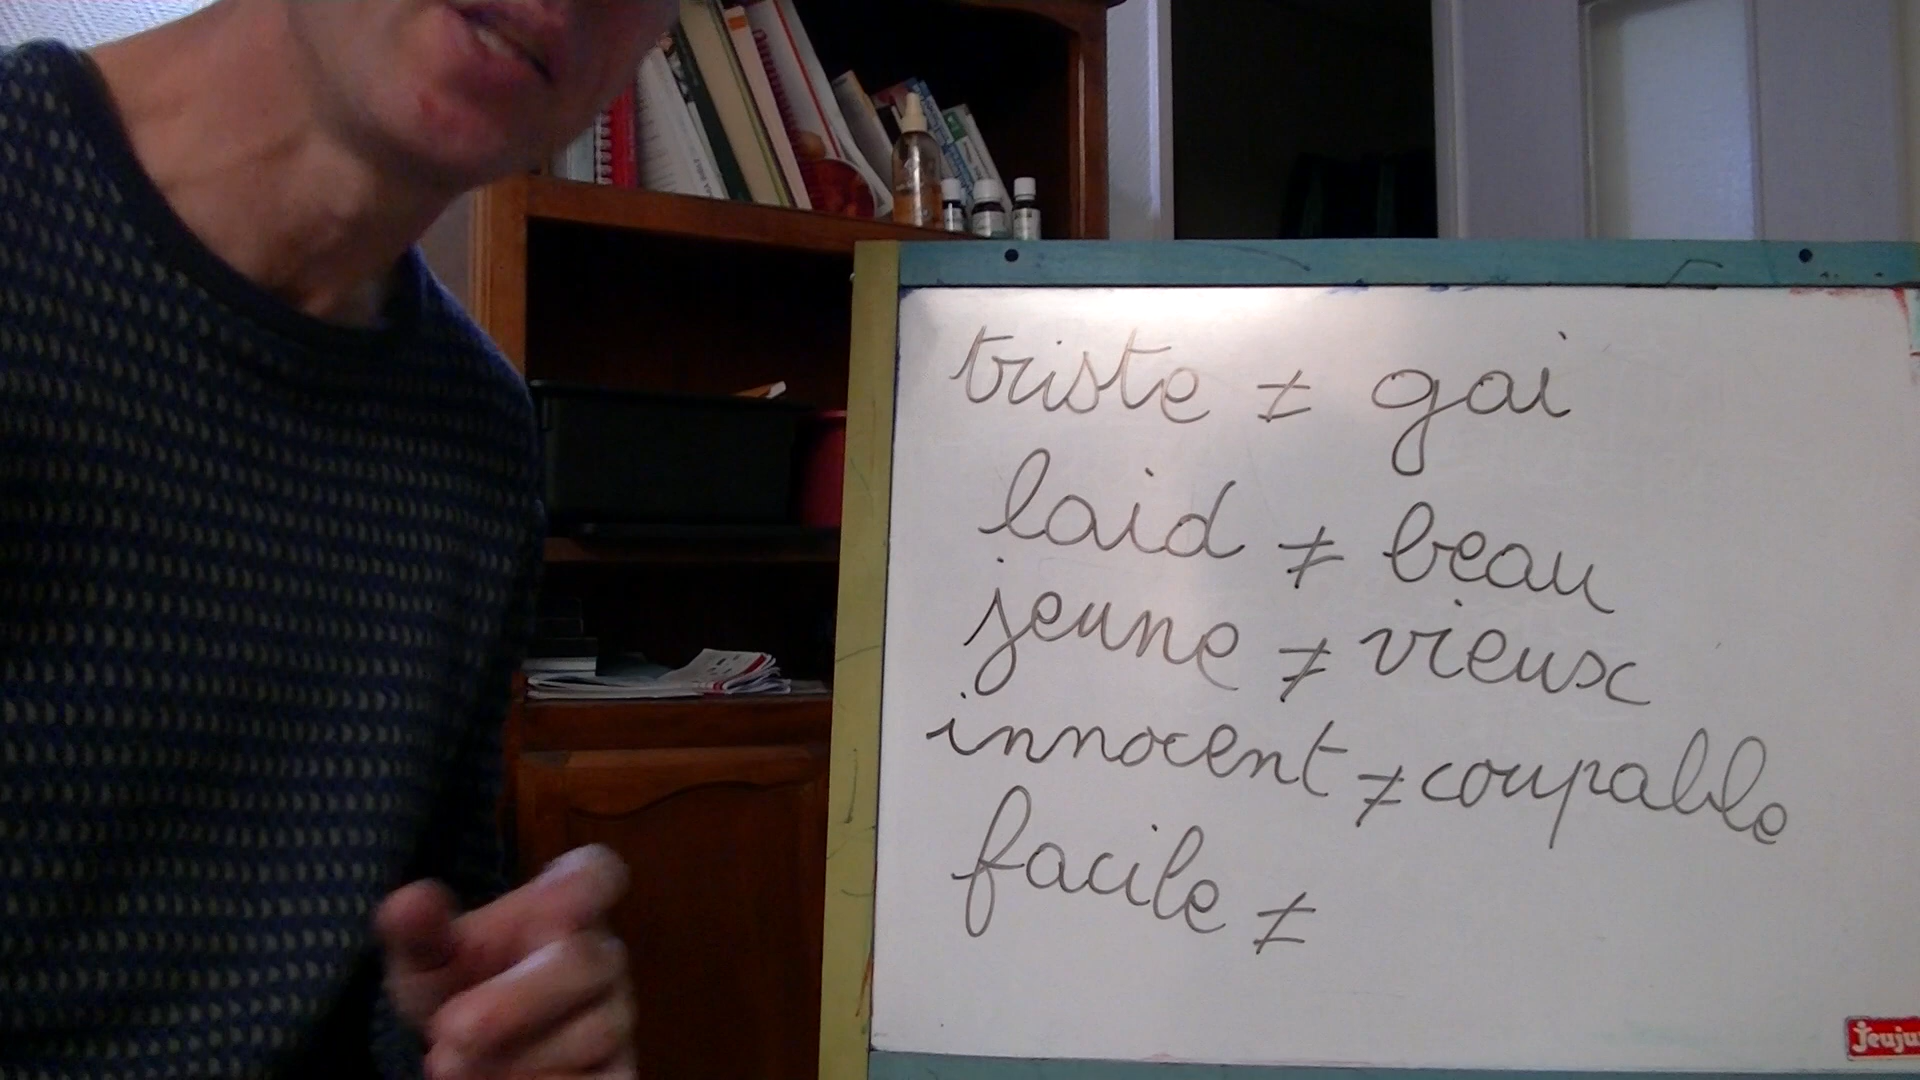 triste ≠ gai
laid ≠ beau
jeune ≠ vieux
innocent ≠ coupable
facile ≠